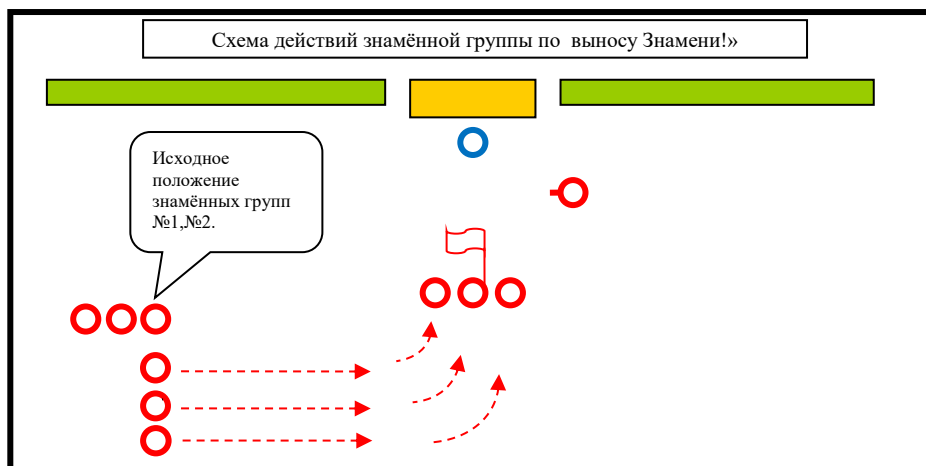 Схема действий знамённой группы по  выносу Знамени!»
Исходное
положение
знамённых групп
№1,№2.